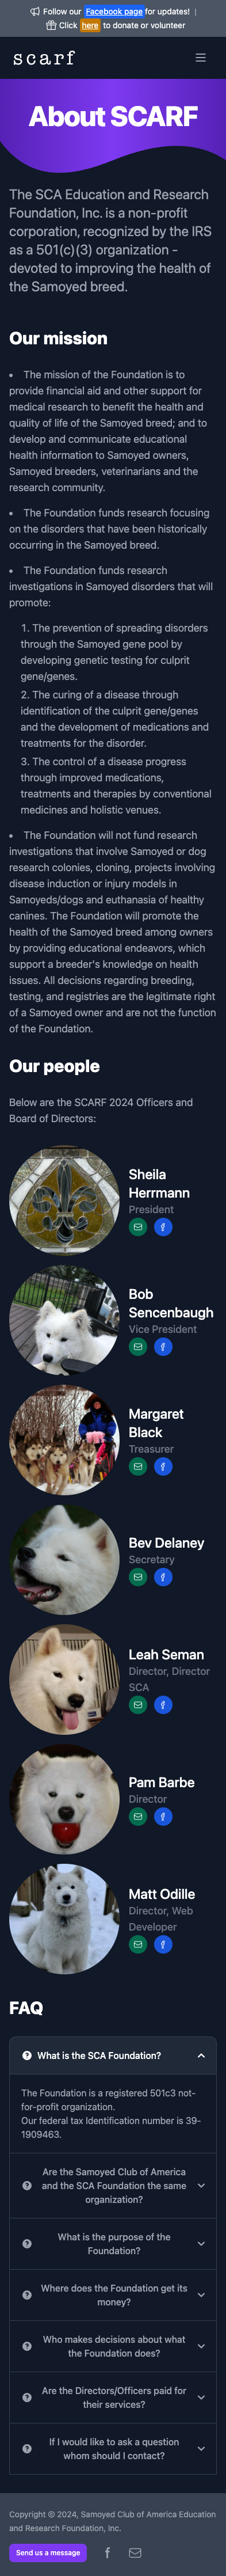 Follow our Facebook page for updates! |
Click here to donate or volunteer
scarf
About SCARF
The SCA Education and Research
Foundation, Inc. is a non-profit
corporation, recognized by the IRS
as a 501(c)(3) organization -
devoted to improving the health of
the Samoyed breed.
Our mission
• The mission of the Foundation is to
provide financial aid and other support for
medical research to benefit the health and
quality of life of the Samoyed breed; and to
develop and communicate educational
health information to Samoyed owners,
Samoyed breeders, veterinarians and the
research community.
• The Foundation funds research focusing
on the disorders that have been historically
occurring in the Samoyed breed.
• The Foundation funds research
investigations in Samoyed disorders that will
promote:
1. The prevention of spreading disorders
through the Samoyed gene pool by
developing genetic testing for culprit
gene/genes.
2. The curing of a disease through
identification of the culprit gene/genes
and the development of medications and
treatments for the disorder.
3. The control of a disease progress
through improved medications,
treatments and therapies by conventional
medicines and holistic venues.
• The Foundation will not fund research
investigations that involve Samoyed or dog
research colonies, cloning, projects involving
disease induction or injury models in
Samoyeds/dogs and euthanasia of healthy
canines. The Foundation will promote the
health of the Samoyed breed among owners
by providing educational endeavors, which
support a breeder's knowledge on health
issues. All decisions regarding breeding,
testing, and registries are the legitimate right
of a Samoyed owner and are not the function
of the Foundation.
Our people
Below are the SCARF 2024 Officers and
Board of Directors:
Sheila
Herrmann
President
Bob
Sencenbaugh
Vice President
Margaret
Black
Treasurer
Bev Delaney
Secretary
Leah Seman
Director, Director
SCA
Pam Barbe
Director
Matt Odille
Director, Web
Developer
FAQ
What is the SCA Foundation?
The Foundation is a registered 501c3 not-
for-profit organization.
Our federal tax Identification number is 39-
1909463.
Are the Samoyed Club of America
and the SCA Foundation the same
organization?
What is the purpose of the
Foundation?
Where does the Foundation get its
money?
Who makes decisions about what
the Foundation does?
Are the Directors/Officers paid for
their services?
If I would like to ask a question
whom should I contact?
Copyright © 2024, Samoyed Club of America Education
and Research Foundation, Inc.
Send us a message